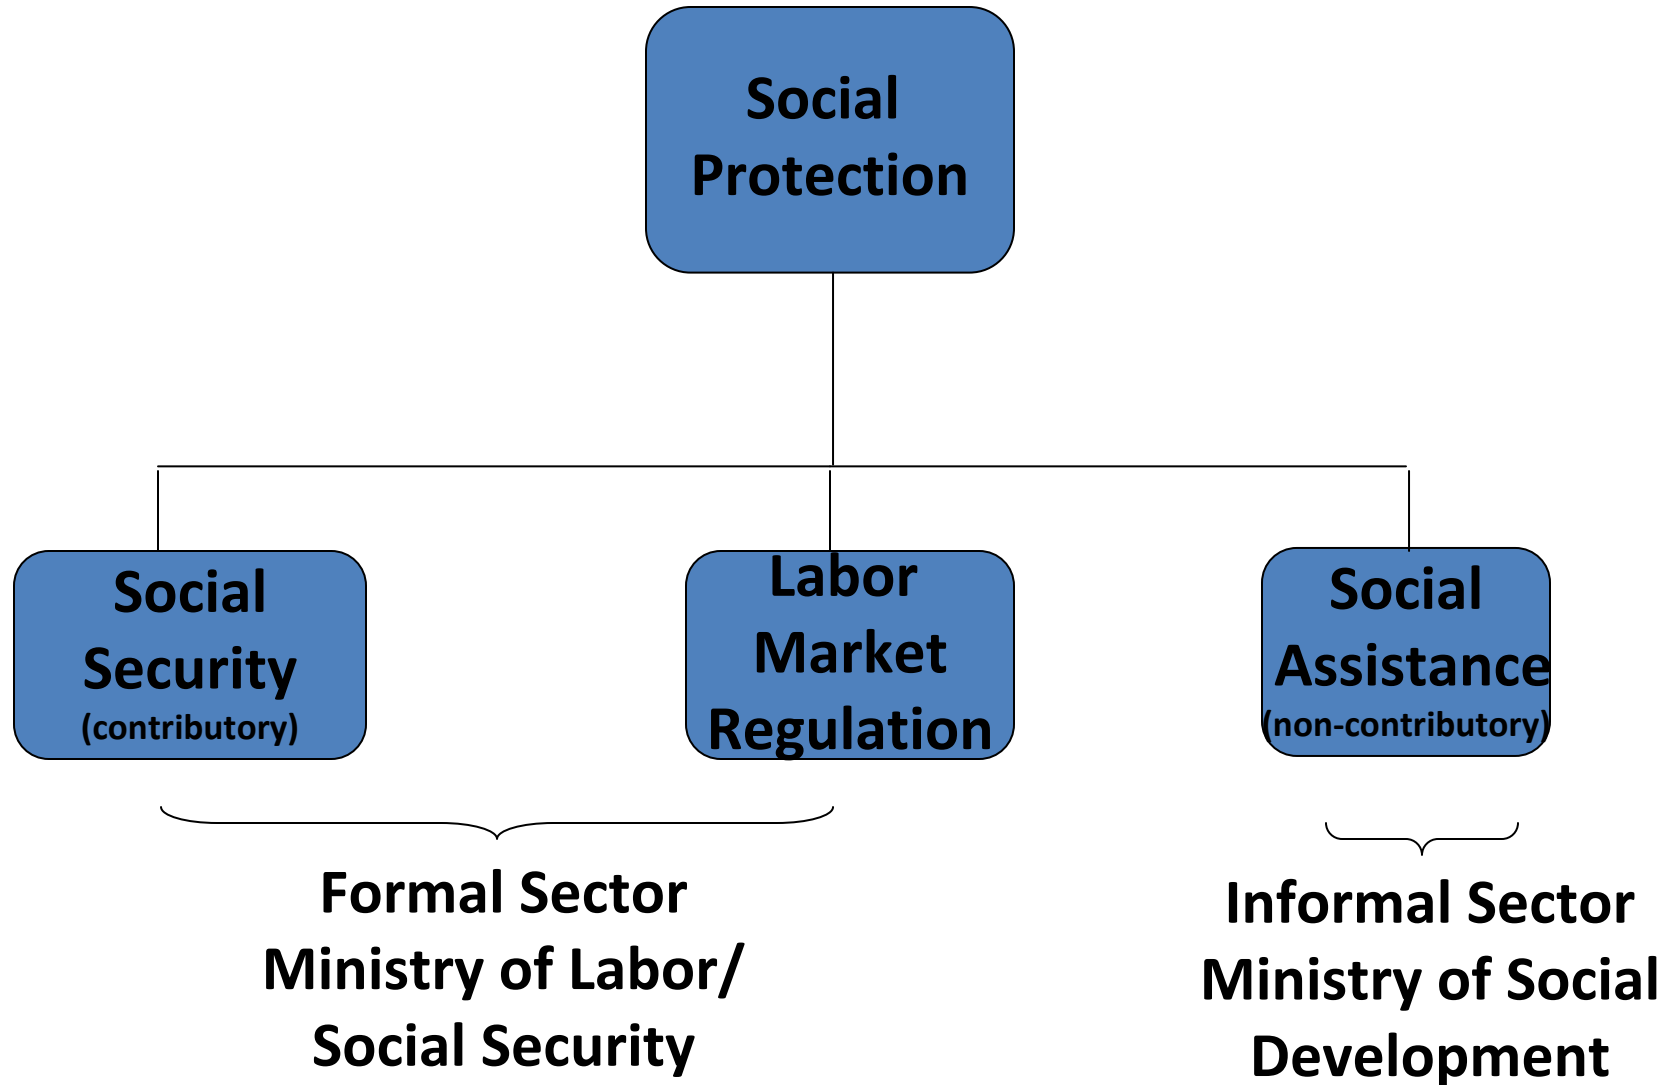 Social
Protection
Social
Security
(contributory)
Labor
Market
Regulation
Social
Assistance
(non-contributory)
Formal Sector
Ministry of Labor/
Social Security
Informal Sector
Ministry of Social
Development